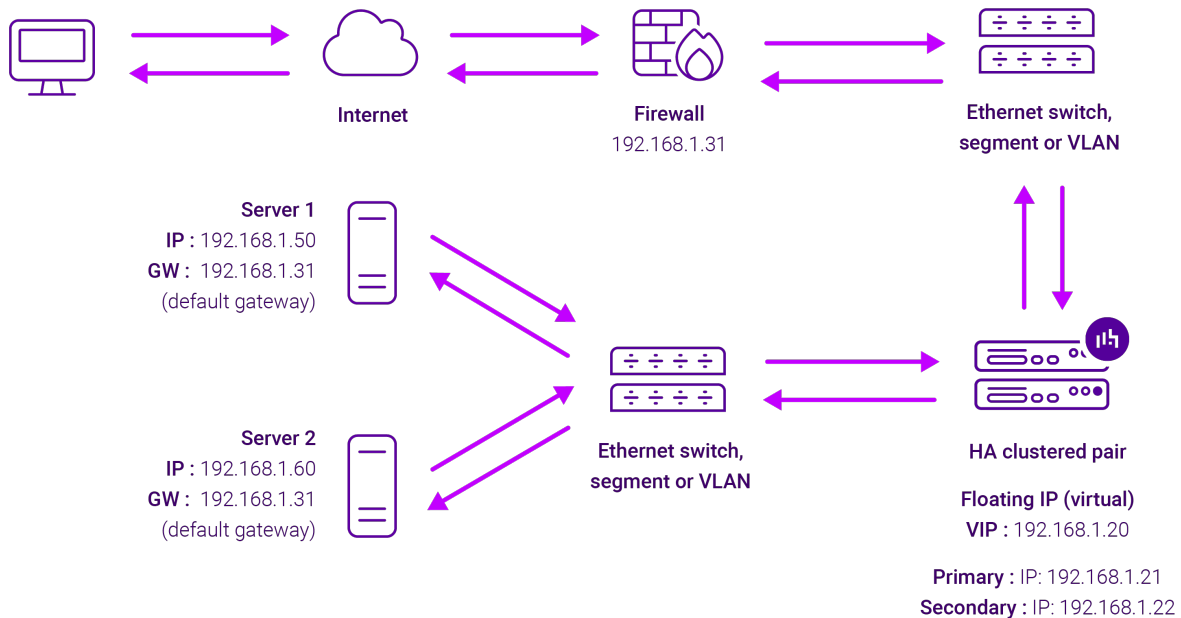 Internet
Firewall
192.168.1.31
Ethernet switch,
segment or VLAN
Server 1
IP : 192.168.1.50
GW : 192.168.1.31
(default gateway)
Server 2
IP : 192.168.1.60
GW : 192.168.1.31
(default gateway)
Ethernet switch,
segment or VLAN
HA clustered pair
Floating IP (virtual)
VIP : 192.168.1.20
Primary : IP: 192.168.1.21
Secondary : IP: 192.168.1.22